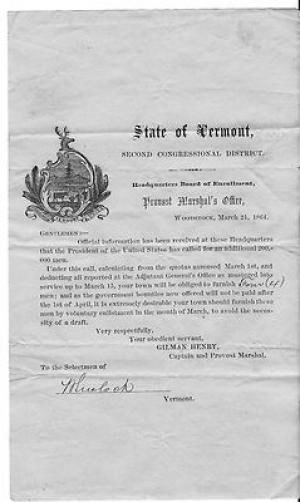 State of Vermont,
SECOND CONGRESSIONAL DISTRICT.
Headquarters Board of Enrollment,
Provost Marshal's Office,
WOODSTOCK, March 21, 1864.
GENTLEMEN:—
Official information has been received at these Headquarters
that the President of the United States has called for an additional 200,-
000 men.
Under this call, calculating from the quotas assessed March 1st, and
deducting all reported at the Adjutant General's Office as mustered into
service up to March 15, your town will be obliged to furnish four (4)
men; and as the government bounties now offered will not be paid after
the 1st of April, it is extremely desirable your town should furnish these
men by voluntary enlistment in the month of March, to avoid the neces-
sity of a draft.
Very respectfully,
Your obedient servant,
GILMAN HENRY,
Captain and Provost Marshal.
To the Selectmen of
Vermont.